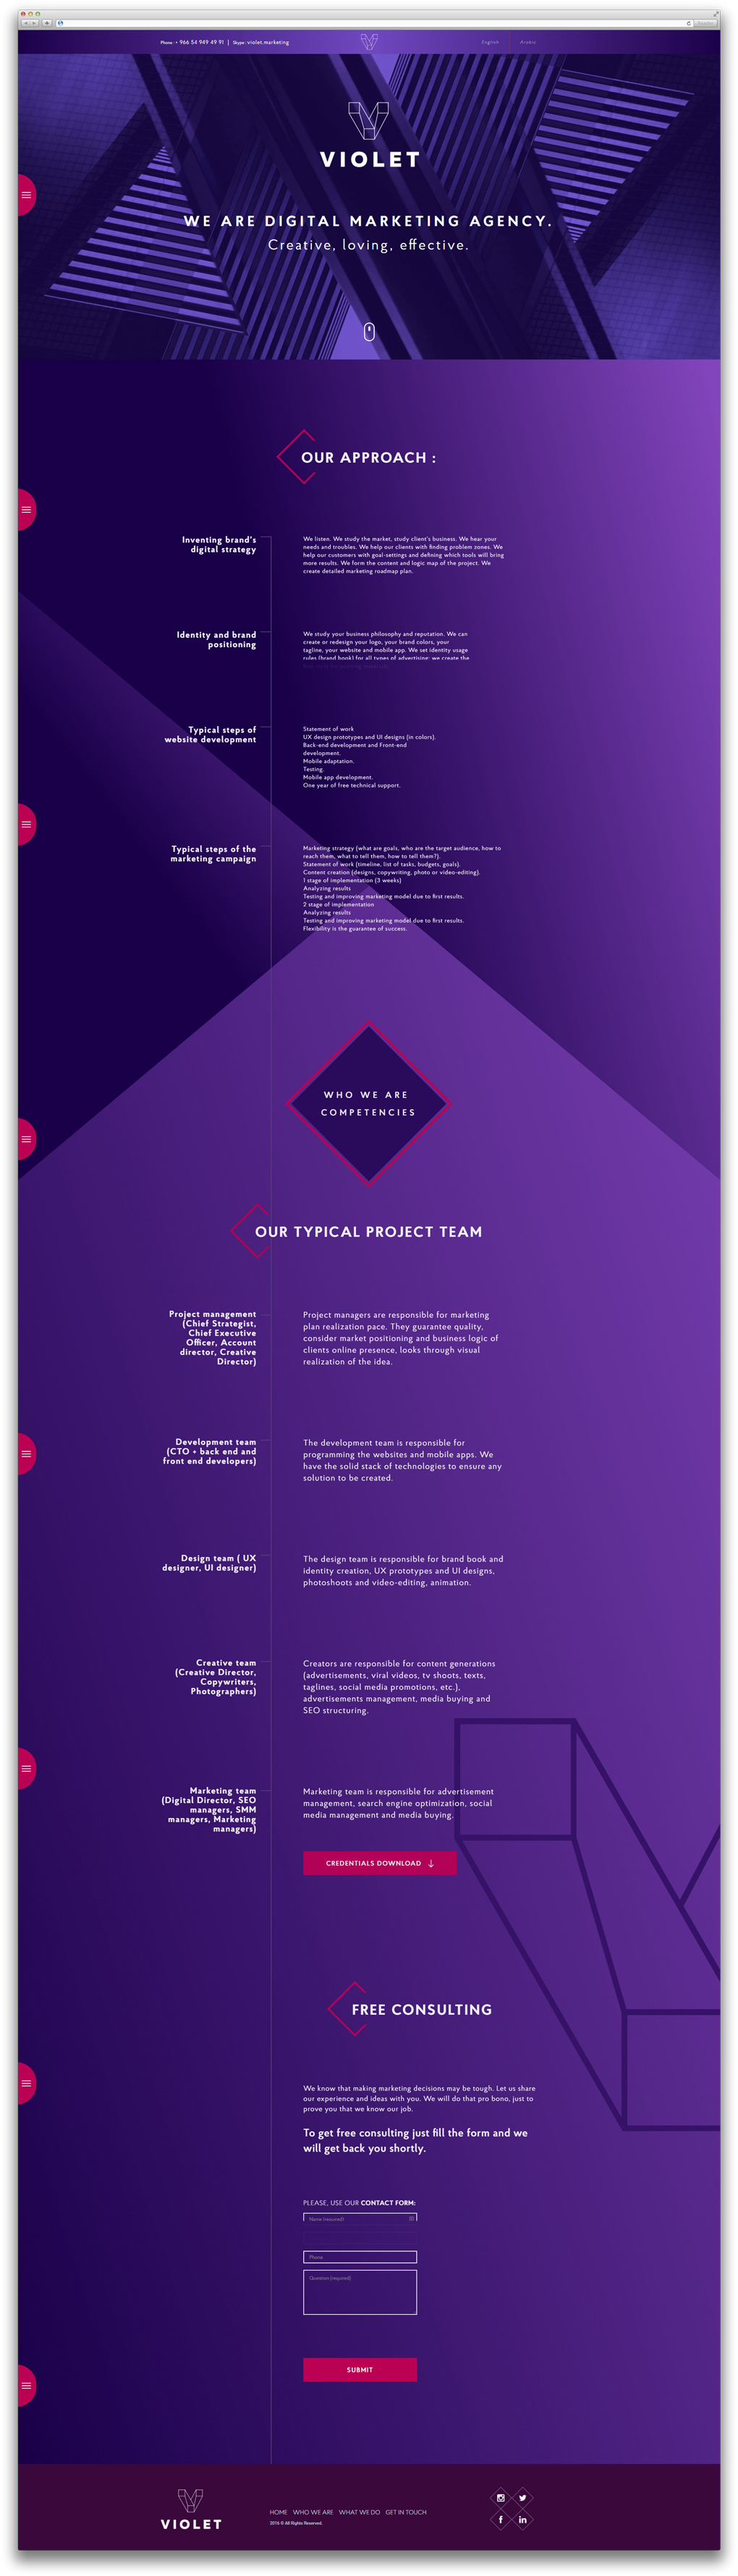 Reader
Phone: + 966 54 949 49 91 | Skype: violet.marketing
English
Arabic
VIOLET
WE ARE DIGITAL MARKETING AGENCY.
Creative, loving, effective.
OUR APPROACH :
Inventing brand's
digital strategy
We listen. We study the market, study client's business. We hear your
needs and troubles. We help our clients with finding problem zones. We
help our customers with goal-settings and defining which tools will bring
more results. We form the content and logic map of the project. We
create detailed marketing roadmap plan.
Identity and brand
positioning
We study your business philosophy and reputation. We can
create or redesign your logo, your brand colors, your
tagline, your website and mobile app. We set identity usage
rules (brand book) for all types of advertising; we create the
Typical steps of
website development
Statement of work
UX design prototypes and UI designs (in colors).
Back-end development and Front-end
development.
Mobile adaptation.
Testing.
Mobile app development.
One year of free technical support.
Typical steps of the
marketing campaign
Marketing strategy (what are goals, who are the target audience, how to
reach them, what to tell them, how to tell them?).
Statement of work (timeline, list of tasks, budgets, goals).
Content creation (designs, copywriting, photo or video-editing).
1 stage of implementation (3 weeks)
Analyzing results
Testing and improving marketing model due to first results.
2 stage of implementation
Analyzing results
Testing and improving marketing model due to first results.
Flexibility is the guarantee of success.
WHO WE ARE
COMPETENCIES
OUR TYPICAL PROJECT TEAM
Project management
(Chief Strategist,
Chief Executive
Officer, Account
director, Creative
Director)
Project managers are responsible for marketing
plan realization pace. They guarantee quality,
consider market positioning and business logic of
clients online presence, looks through visual
realization of the idea.
Development team
(CTO + back end and
front end developers)
The development team is responsible for
programming the websites and mobile apps. We
have the solid stack of technologies to ensure any
solution to be created.
Design team ( UX
designer, UI designer)
The design team is responsible for brand book and
identity creation, UX prototypes and UI designs,
photoshoots and video-editing, animation.
Creative team
(Creative Director,
Copywriters,
Photographers)
Creators are responsible for content generations
(advertisements, viral videos, tv shoots, texts,
taglines, social media promotions, etc.),
advertisements management, media buying and
SEO structuring.
Marketing team
(Digital Director, SEO
managers, SMM
managers, Marketing
managers)
Marketing team is responsible for advertisement
management, search engine optimization, social
media management and media buying.
CREDENTIALS DOWNLOAD ↓
FREE CONSULTING
We know that making marketing decisions may be tough. Let us share
our experience and ideas with you. We will do that pro bono, just to
prove you that we know our job.
To get free consulting just fill the form and we
will get back you shortly.
PLEASE, USE OUR CONTACT FORM:
Name (required)
Phone
Question (required)
SUBMIT
VIOLET
HOME WHO WE ARE WHAT WE DO GET IN TOUCH
2016 © All Rights Reserved.